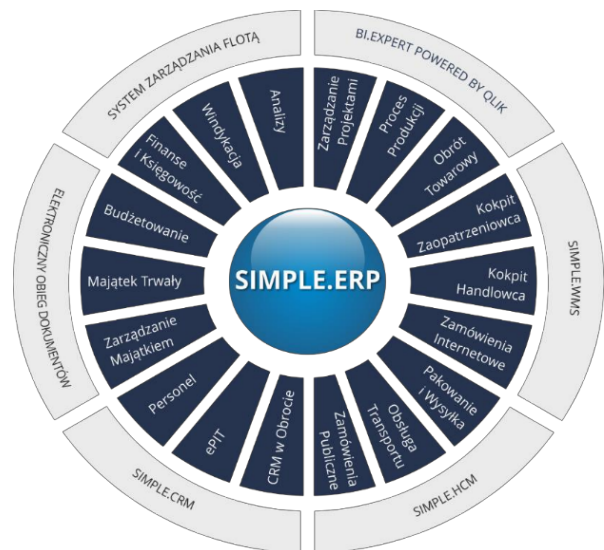 SYSTEM ZARZĄDZANIA FLOTĄ
BI.EXPERT POWERED BY QLIK
SIMPLE.WMS
SIMPLE.HCM
SIMPLE.CRM
ELEKTRONICZNY OBIEG DOKUMENTÓW
Zarządzanie
Projektami
Proces
Produkcji
Obrót
Towarowy
Kokpit
Zaopatrzeniowca
Kokpit
Handlowca
Zamówienia
Internetowe
Pakowanie
i Wysyłka
Obsługa
Transportu
Zamówienia
Publiczne
CRM w Obrocie
ePIT
Personel
Zarządzanie
Majątkiem
Majątek Trwały
Budżetowanie
Finanse
I Księgowość
Windykacja
Analizy
SIMPLE.ERP